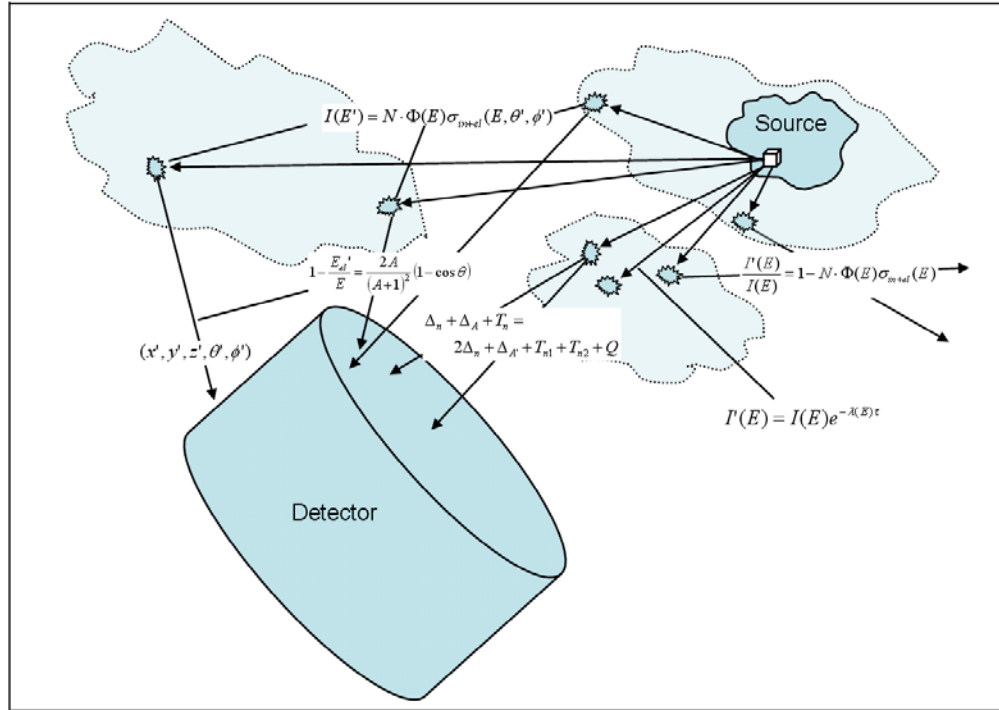 Source
I(E') = N · Φ(E)σ_{in+el}(E, θ', φ')
1 − E_{el}'/E = 2A/(A+1)² (1 − cos θ)
I'(E)/I(E) = 1 − N · Φ(E)σ_{in+el}(E)
(x', y', z', θ', φ')
Δ_n + Δ_A + T_n =
2Δ_n + Δ_{A'} + T_{n1} + T_{n2} + Q
I'(E) = I(E)e^{−λ(E)τ}
Detector